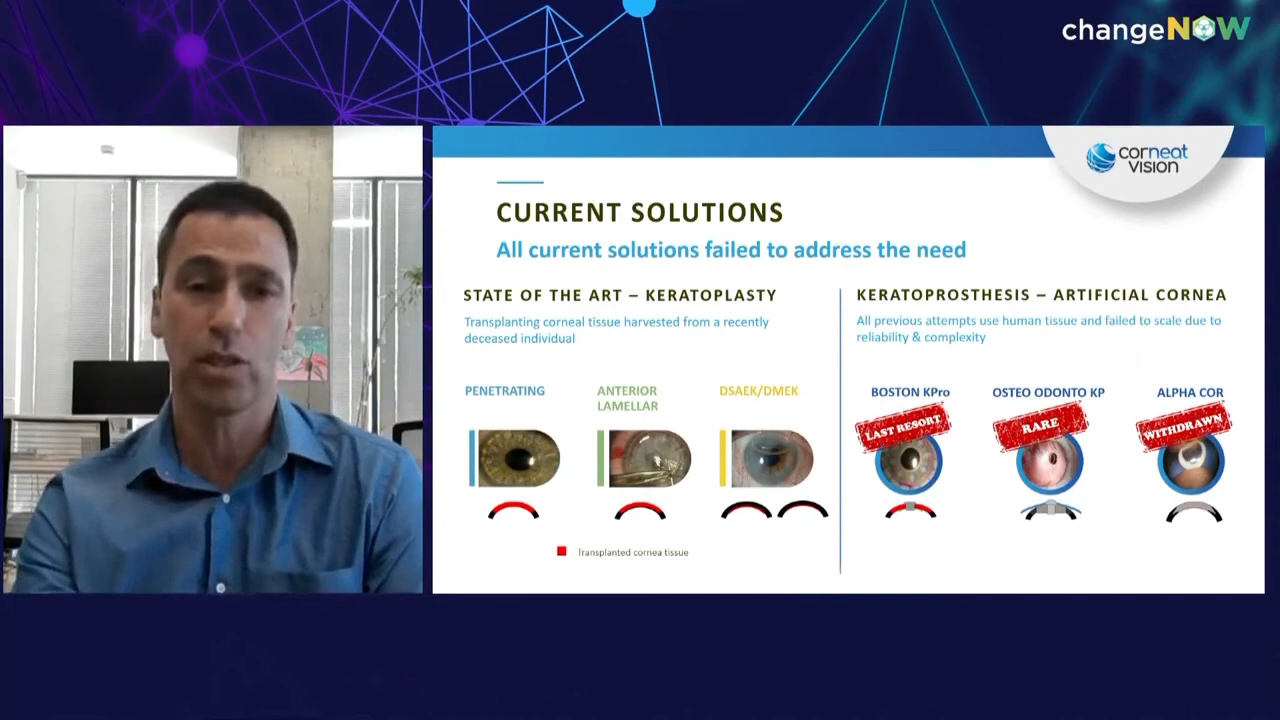 changeNOW
corneat
vision
CURRENT SOLUTIONS
All current solutions failed to address the need
STATE OF THE ART – KERATOPLASTY
Transplanting corneal tissue harvested from a recently
deceased individual
PENETRATING
ANTERIOR
LAMELLAR
DSAEK/DMEK
Transplanted cornea tissue
KERATOPROSTHESIS – ARTIFICIAL CORNEA
All previous attempts use human tissue and failed to scale due to
reliability & complexity
BOSTON KPro
OSTEO ODONTO KP
ALPHA COR
LAST RESORT
RARE
WITHDRAWN